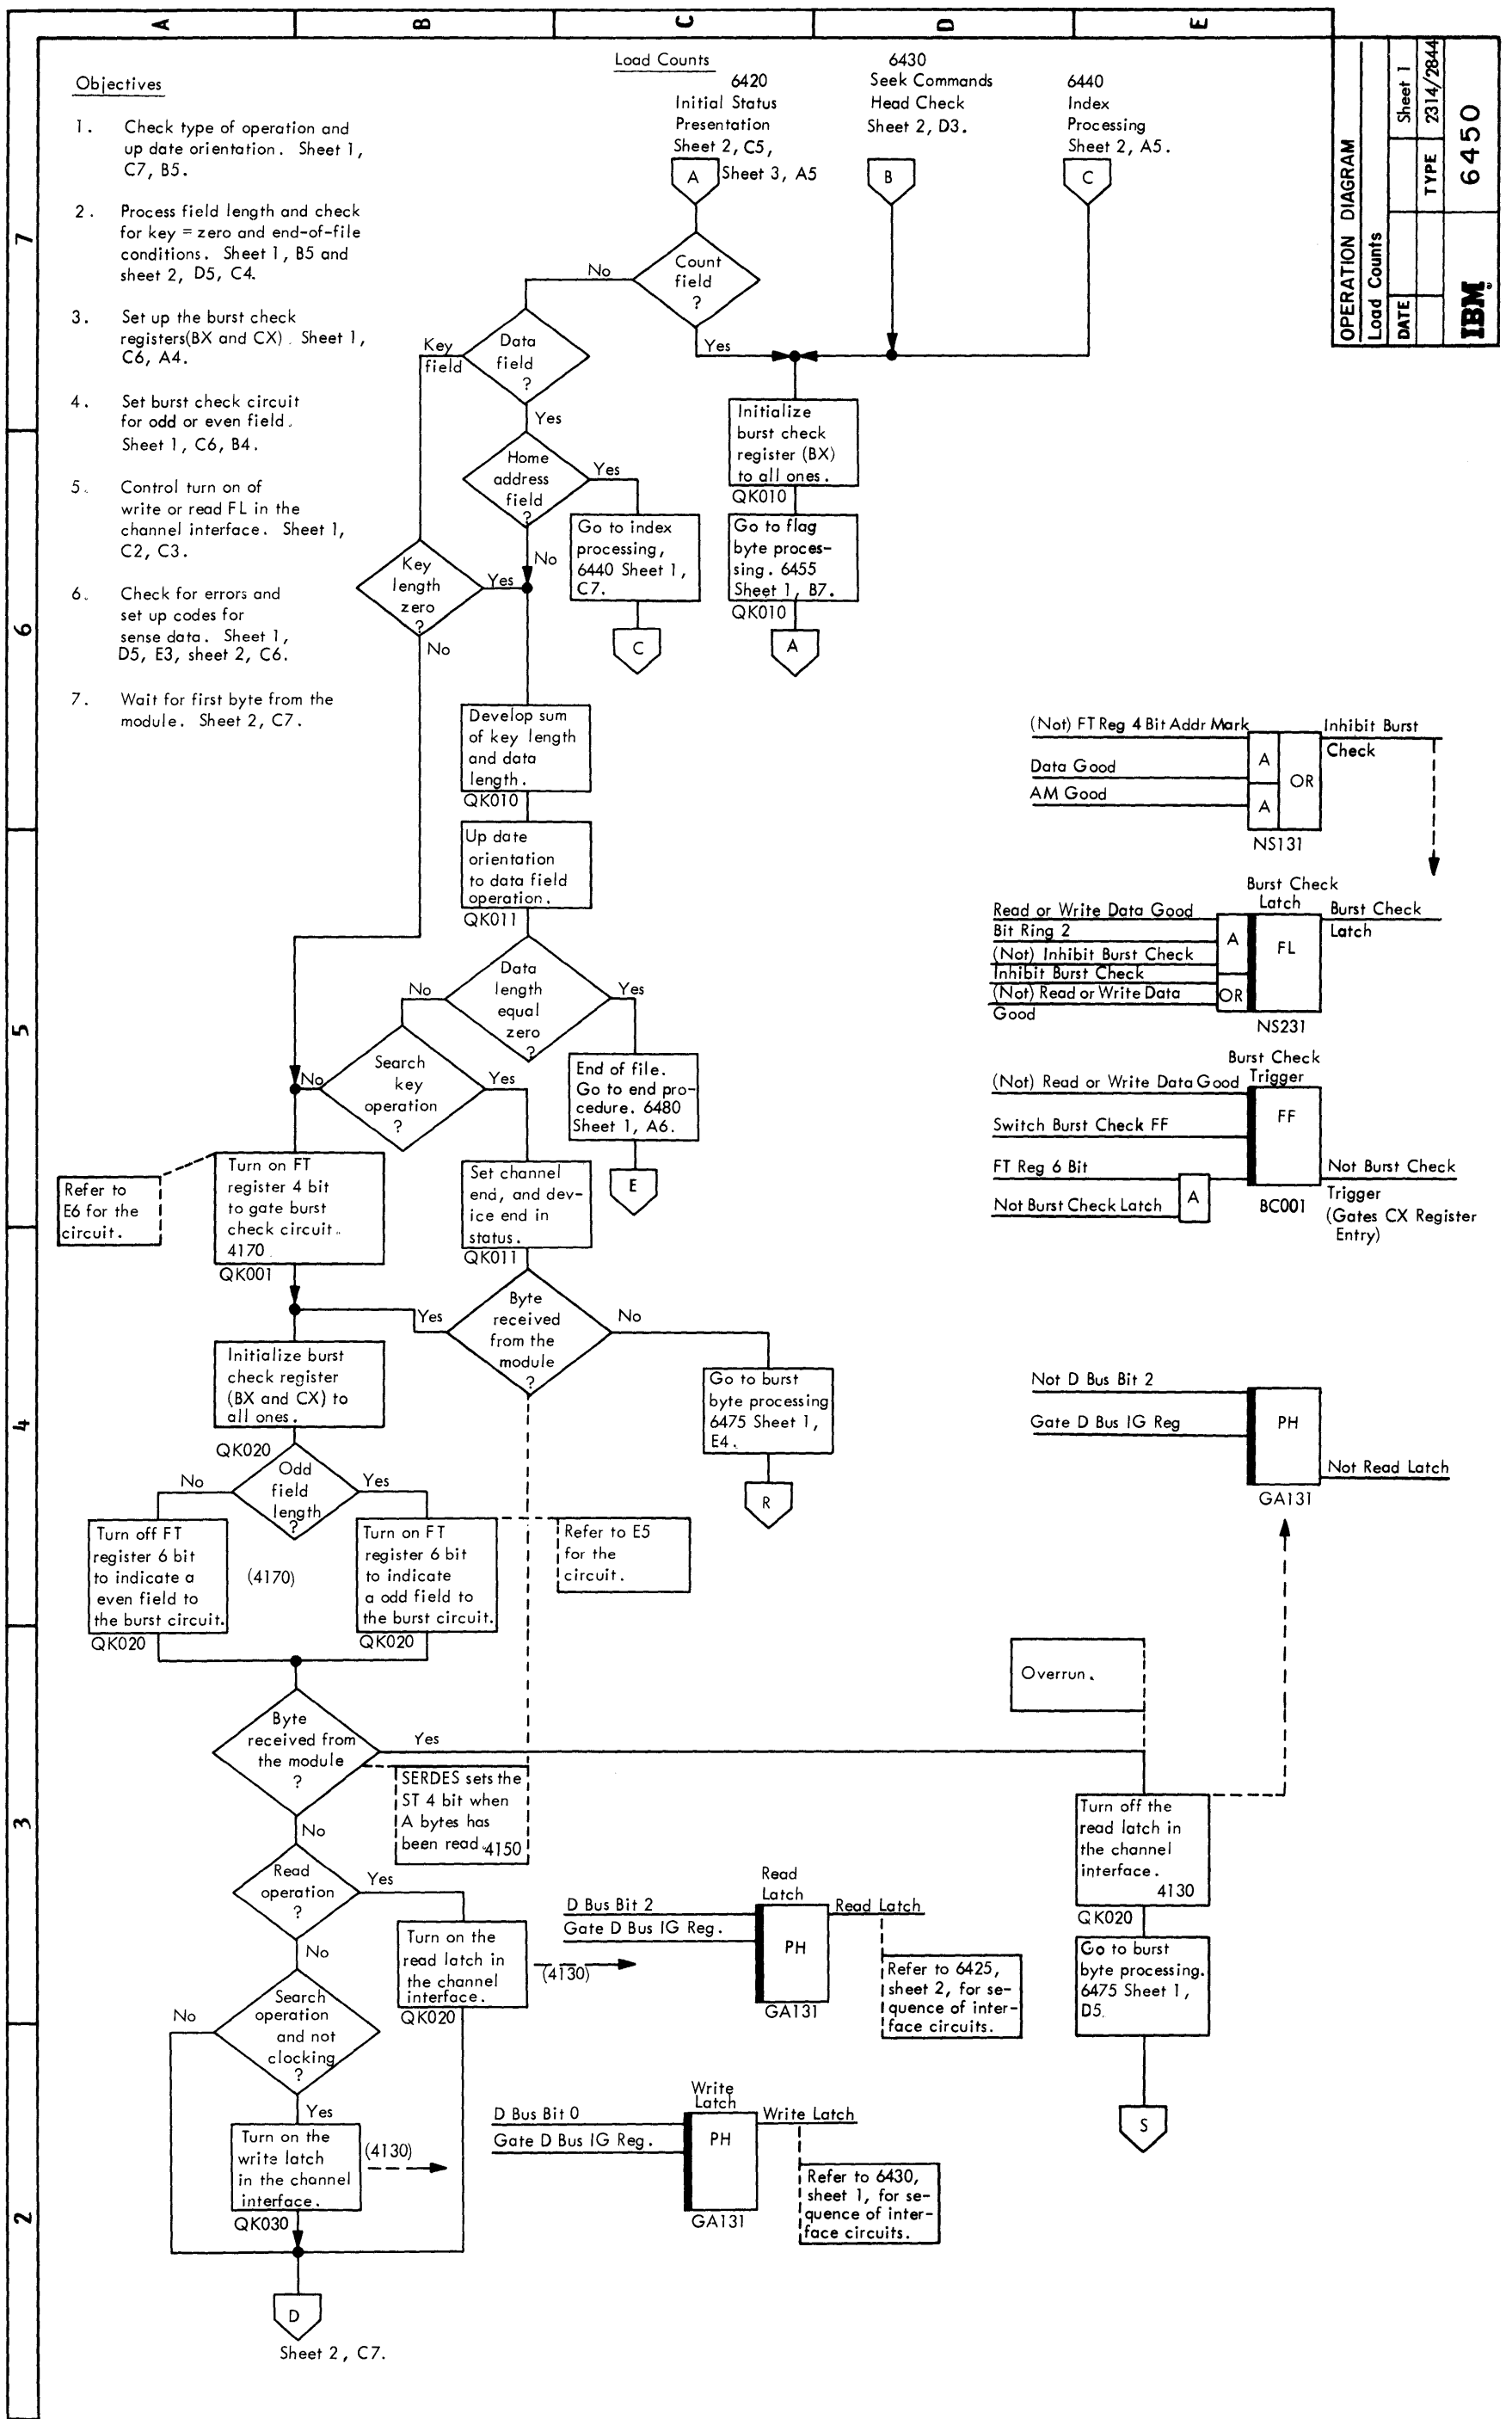 A
B
C
D
E
7
6
5
4
3
2
OPERATION DIAGRAM
Load Counts
DATE
Sheet 1
TYPE
2314/2844
IBM
6450
Objectives
1. Check type of operation and
up date orientation. Sheet 1,
C7, B5.
2. Process field length and check
for key = zero and end-of-file
conditions. Sheet 1, B5 and
sheet 2, D5, C4.
3. Set up the burst check
registers(BX and CX). Sheet 1,
C6, A4.
4. Set burst check circuit
for odd or even field.
Sheet 1, C6, B4.
5. Control turn on of
write or read FL in the
channel interface. Sheet 1,
C2, C3.
6. Check for errors and
set up codes for
sense data. Sheet 1,
D5, E3, sheet 2, C6.
7. Wait for first byte from the
module. Sheet 2, C7.
Load Counts
6420
Initial Status
Presentation
Sheet 2, C5,
Sheet 3, A5
A
6430
Seek Commands
Head Check
Sheet 2, D3.
B
6440
Index
Processing
Sheet 2, A5.
C
Count
field
?
No
Yes
Data
field
?
Key
field
Yes
Home
address
field
?
Yes
No
Initialize
burst check
register (BX)
to all ones.
QK010
Go to index
processing,
6440 Sheet 1,
C7.
C
Go to flag
byte proces-
sing. 6455
Sheet 1, B7.
QK010
A
Key
length
zero
?
Yes
No
Develop sum
of key length
and data
length.
QK010
Up date
orientation
to data field
operation.
QK011
Data
length
equal
zero
?
No
Yes
Search
key
operation
?
No
Yes
End of file.
Go to end pro-
cedure. 6480
Sheet 1, A6.
E
Refer to
E6 for the
circuit.
Turn on FT
register 4 bit
to gate burst
check circuit.
4170
QK001
Set channel
end, and dev-
ice end in
status.
QK011
Byte
received
from the
module
?
Yes
No
Initialize burst
check register
(BX and CX) to
all ones.
QK020
Go to burst
byte processing
6475 Sheet 1,
E4.
R
Odd
field
length
?
No
Yes
Turn off FT
register 6 bit
to indicate a
even field to
the burst circuit.
QK020
(4170)
Turn on FT
register 6 bit
to indicate
a odd field to
the burst circuit.
QK020
Refer to E5
for the
circuit.
Byte
received from
the module
?
Yes
No
SERDES sets the
ST 4 bit when
A bytes has
been read.4150
Overrun.
Turn off the
read latch in
the channel
interface.
4130
QK020
Go to burst
byte processing.
6475 Sheet 1,
D5.
S
Read
operation
?
Yes
No
Turn on the
read latch in
the channel
interface.
QK020
(4130)
Search
operation
and not
clocking
?
No
Yes
Turn on the
write latch
in the channel
interface.
QK030
(4130)
D
Sheet 2, C7.
(Not) FT Reg 4 Bit Addr Mark
Data Good
AM Good
A
A
OR
NS131
Inhibit Burst
Check
Burst Check
Latch
Read or Write Data Good
Bit Ring 2
(Not) Inhibit Burst Check
Inhibit Burst Check
(Not) Read or Write Data
Good
A
OR
FL
NS231
Burst Check
Latch
Burst Check
Trigger
(Not) Read or Write Data Good
Switch Burst Check FF
FT Reg 6 Bit
Not Burst Check Latch
A
FF
BC001
Not Burst Check
Trigger
(Gates CX Register
Entry)
Not D Bus Bit 2
Gate D Bus IG Reg
PH
GA131
Not Read Latch
Read
Latch
D Bus Bit 2
Gate D Bus IG Reg.
PH
GA131
Read Latch
Refer to 6425,
sheet 2, for se-
quence of inter-
face circuits.
Write
Latch
D Bus Bit 0
Gate D Bus IG Reg.
PH
GA131
Write Latch
Refer to 6430,
sheet 1, for se-
quence of inter-
face circuits.